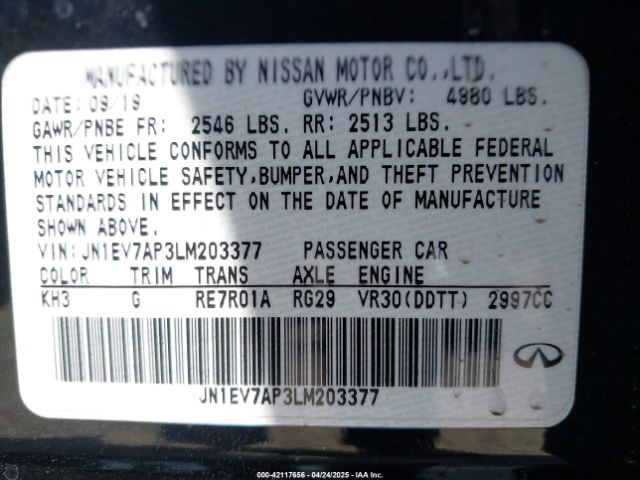 MANUFACTURED BY NISSAN MOTOR CO.,LTD.
DATE: 09/19 GVWR/PNBV: 4980 LBS.
GAWR/PNBE FR: 2546 LBS. RR: 2513 LBS.
THIS VEHICLE CONFORMS TO ALL APPLICABLE FEDERAL
MOTOR VEHICLE SAFETY,BUMPER,AND THEFT PREVENTION
STANDARDS IN EFFECT ON THE DATE OF MANUFACTURE
SHOWN ABOVE.
VIN:JN1EV7AP3LM203377 PASSENGER CAR
COLOR TRIM TRANS AXLE ENGINE
KH3 G RE7R01A RG29 VR30(DDTT) 2997CC
JN1EV7AP3LM203377
000-42117656 - 04/24/2025 - IAA Inc.